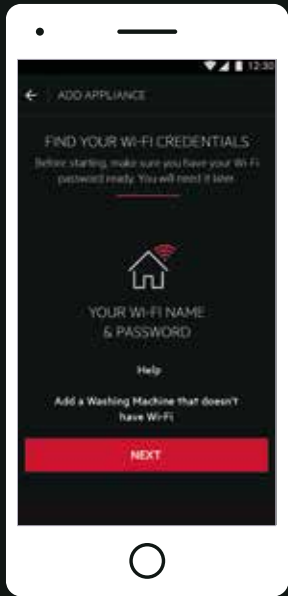 12:30
ADD APPLIANCE
FIND YOUR WI-FI CREDENTIALS
Before starting, make sure you have your Wi-Fi
password ready. You will need it later.
YOUR WI-FI NAME
& PASSWORD
Help
Add a Washing Machine that doesn't
have Wi-Fi
NEXT